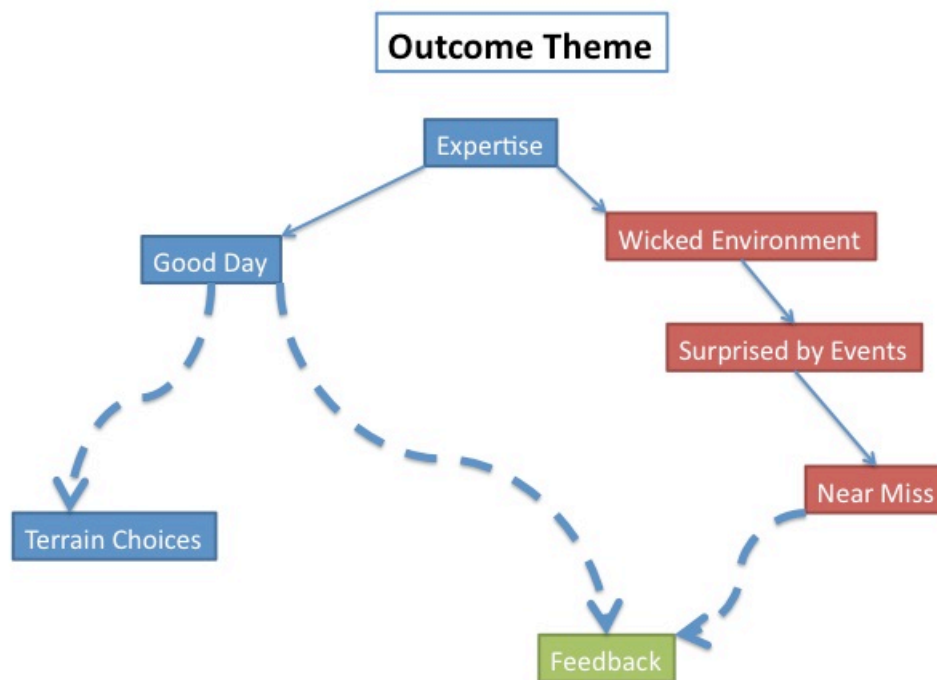 Outcome Theme
Expertise
Wicked Environment
Good Day
Surprised by Events
Near Miss
Terrain Choices
Feedback